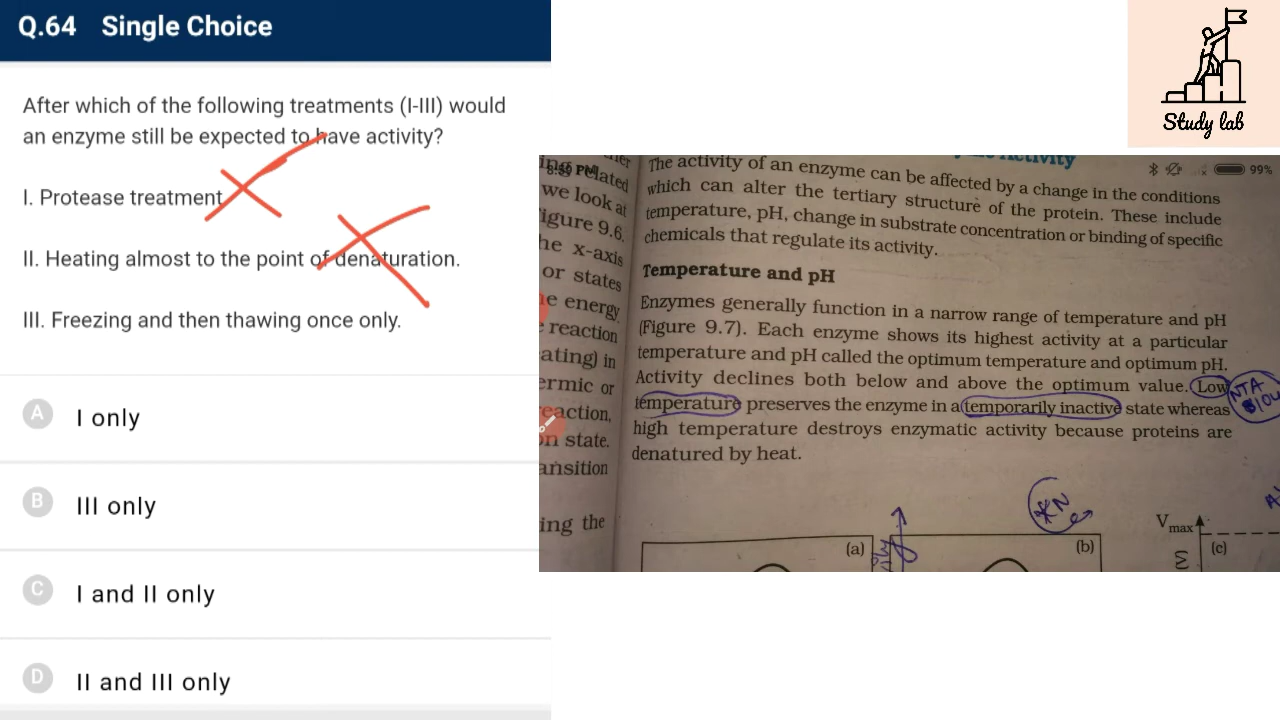 Q.64 Single Choice
After which of the following treatments (I-III) would
an enzyme still be expected to have activity?
I. Protease treatment
II. Heating almost to the point of denaturation.
III. Freezing and then thawing once only.
A I only
B III only
C I and II only
D II and III only
Study lab
99%
ing related
we look at
igure 9.6.
he x-axis
or states
e energy
reaction
ating) in
ermic or
eaction,
on state.
ansition
ing the
Activity
The activity of an enzyme can be affected by a change in the conditions
which can alter the tertiary structure of the protein. These include
temperature, pH, change in substrate concentration or binding of specific
chemicals that regulate its activity.
Temperature and pH
Enzymes generally function in a narrow range of temperature and pH
(Figure 9.7). Each enzyme shows its highest activity at a particular
temperature and pH called the optimum temperature and optimum pH.
Activity declines both below and above the optimum value. Low
temperature preserves the enzyme in a temporarily inactive state whereas
high temperature destroys enzymatic activity because proteins are
denatured by heat.
NTA
(a)
(b)
Vmax
(c)